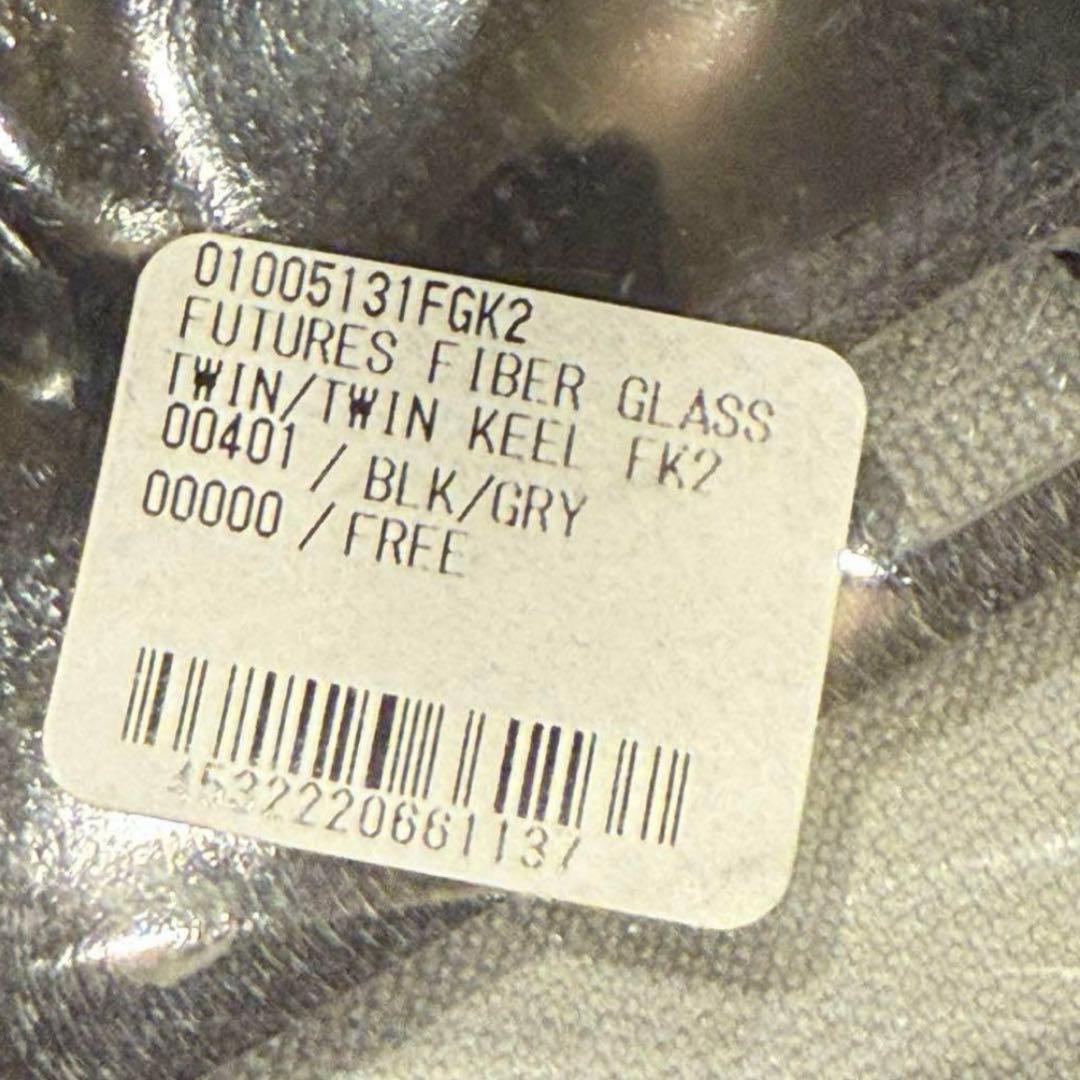 01005131FGK2
FUTURES FIBER GLASS
TWIN/TWIN KEEL FK2
00401 / BLK/GRY
00000 / FREE
4532220661137